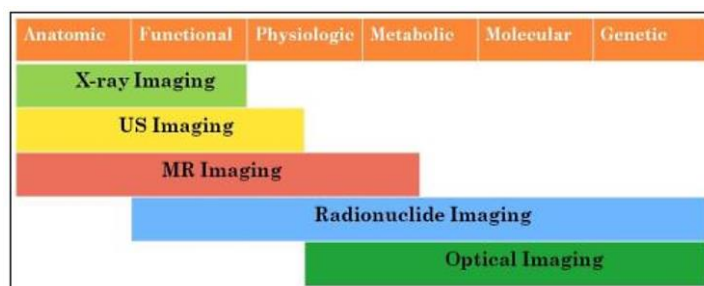 Anatomic Functional Physiologic Metabolic Molecular Genetic
X-ray Imaging
US Imaging
MR Imaging
Radionuclide Imaging
Optical Imaging